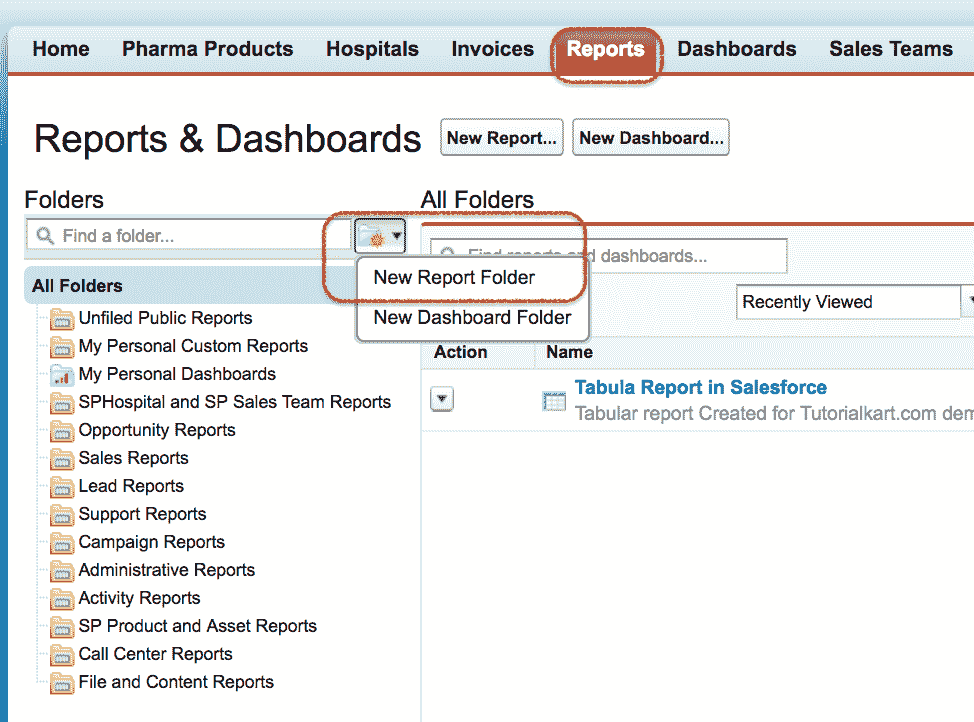 Home Pharma Products Hospitals Invoices Reports Dashboards Sales Teams
Reports & Dashboards New Report... New Dashboard...
Folders
Find a folder...
All Folders
Unfiled Public Reports
My Personal Custom Reports
My Personal Dashboards
SPHospital and SP Sales Team Reports
Opportunity Reports
Sales Reports
Lead Reports
Support Reports
Campaign Reports
Administrative Reports
Activity Reports
SP Product and Asset Reports
Call Center Reports
File and Content Reports
New Report Folder
New Dashboard Folder
All Folders
Find reports and dashboards...
Recently Viewed
Action Name
Tabula Report in Salesforce
Tabular report Created for Tutorialkart.com dem